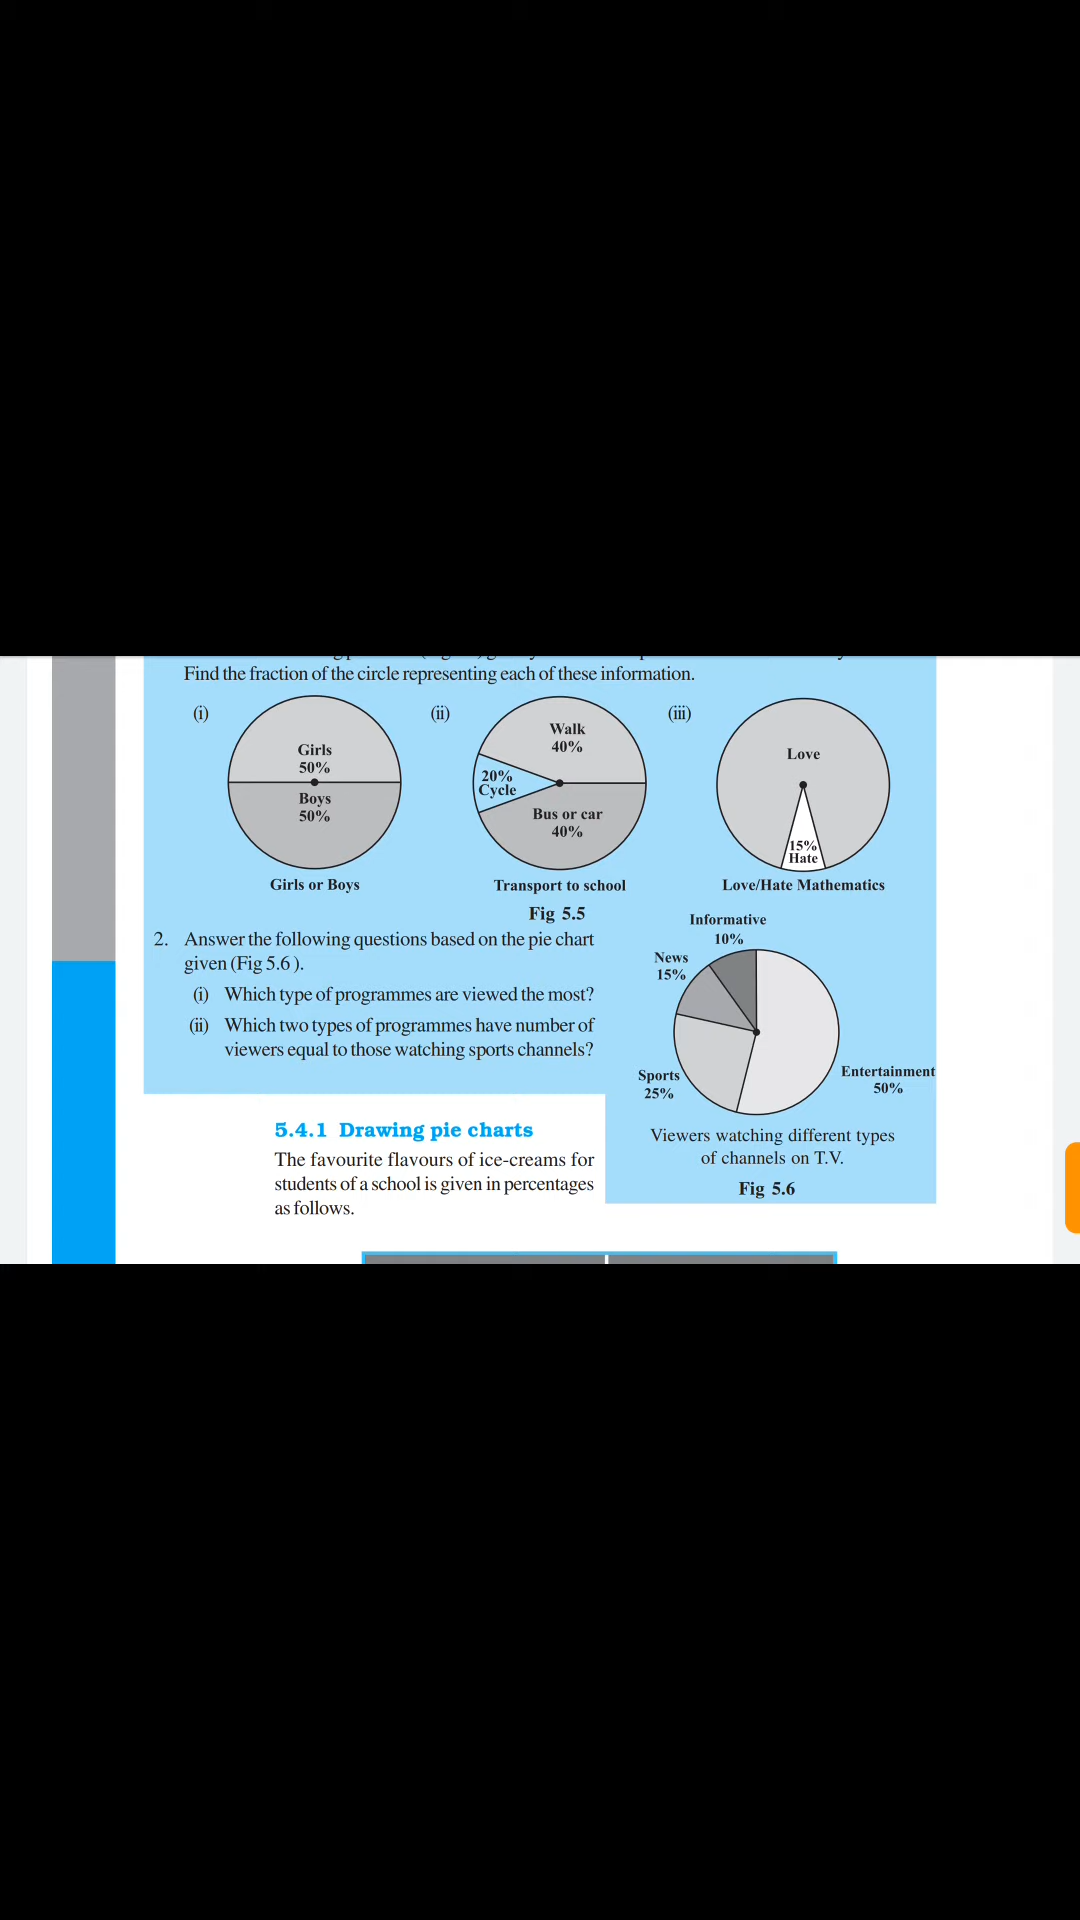 Find the fraction of the circle representing each of these information.
(i)
Girls
50%
Boys
50%
Girls or Boys
(ii)
Walk
40%
20%
Cycle
Bus or car
40%
Transport to school
(iii)
Love
15%
Hate
Love/Hate Mathematics
Fig 5.5
2. Answer the following questions based on the pie chart
given (Fig 5.6 ).
(i) Which type of programmes are viewed the most?
(ii) Which two types of programmes have number of
viewers equal to those watching sports channels?
Informative
10%
News
15%
Sports
25%
Entertainment
50%
Viewers watching different types
of channels on T.V.
Fig 5.6
5.4.1 Drawing pie charts
The favourite flavours of ice-creams for
students of a school is given in percentages
as follows.